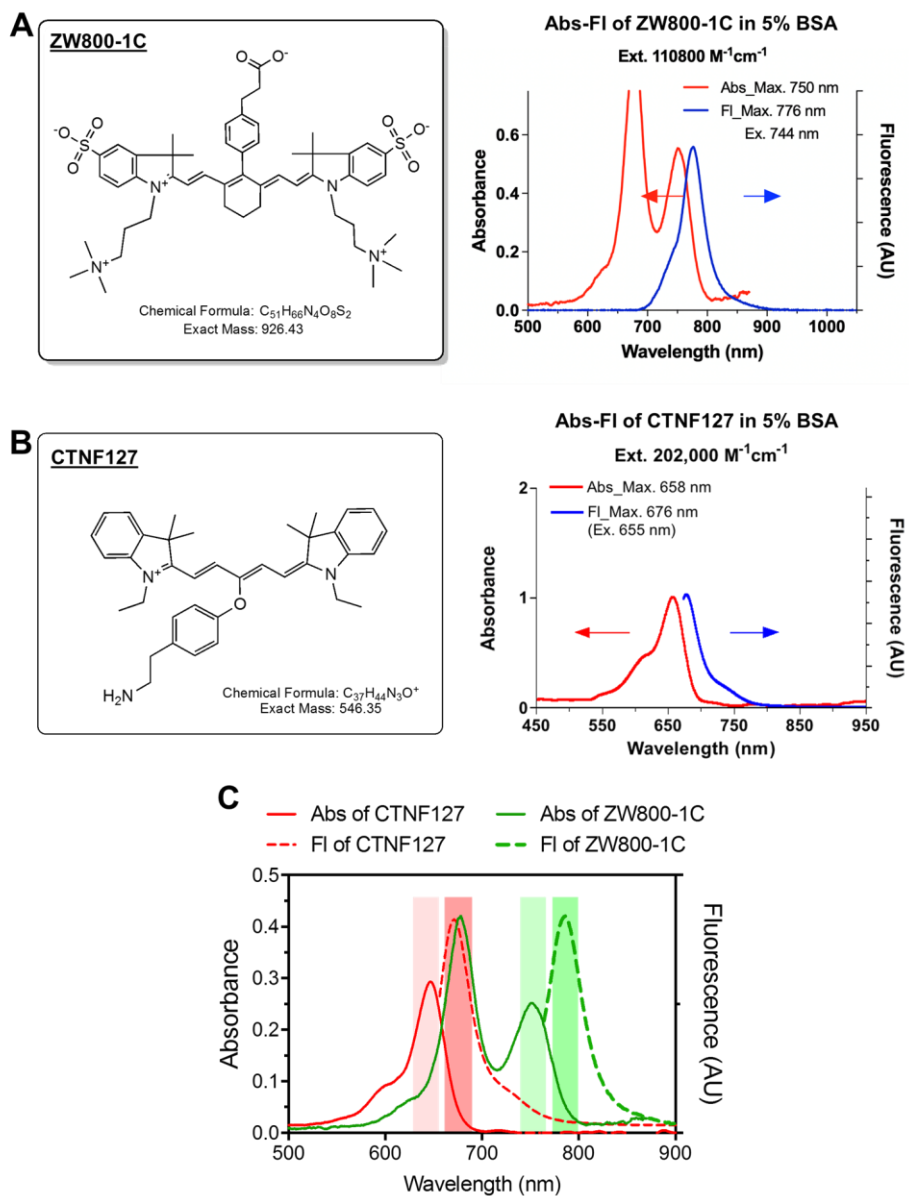 A
ZW800-1C
O
O⁻
⁻O
O
S
O
O
O⁻
S
O
N⁺
N
N⁺
N⁺
Chemical Formula: C₅₁H₆₆N₄O₈S₂
Exact Mass: 926.43
Abs-Fl of ZW800-1C in 5% BSA
Ext. 110800 M⁻¹cm⁻¹
Abs_Max. 750 nm
Fl_Max. 776 nm
Ex. 744 nm
Absorbance
0.6
0.4
0.2
0.0
500 600 700 800 900 1000
Wavelength (nm)
Fluorescence (AU)
B
CTNF127
N⁺
N
O
H₂N
Chemical Formula: C₃₇H₄₄N₃O⁺
Exact Mass: 546.35
Abs-Fl of CTNF127 in 5% BSA
Ext. 202,000 M⁻¹cm⁻¹
Abs_Max. 658 nm
Fl_Max. 676 nm
(Ex. 655 nm)
Absorbance
2
1
0
450 550 650 750 850 950
Wavelength (nm)
Fluorescence (AU)
C
Abs of CTNF127 Abs of ZW800-1C
Fl of CTNF127 Fl of ZW800-1C
Absorbance
0.5
0.4
0.3
0.2
0.1
0.0
500 600 700 800 900
Wavelength (nm)
Fluorescence (AU)